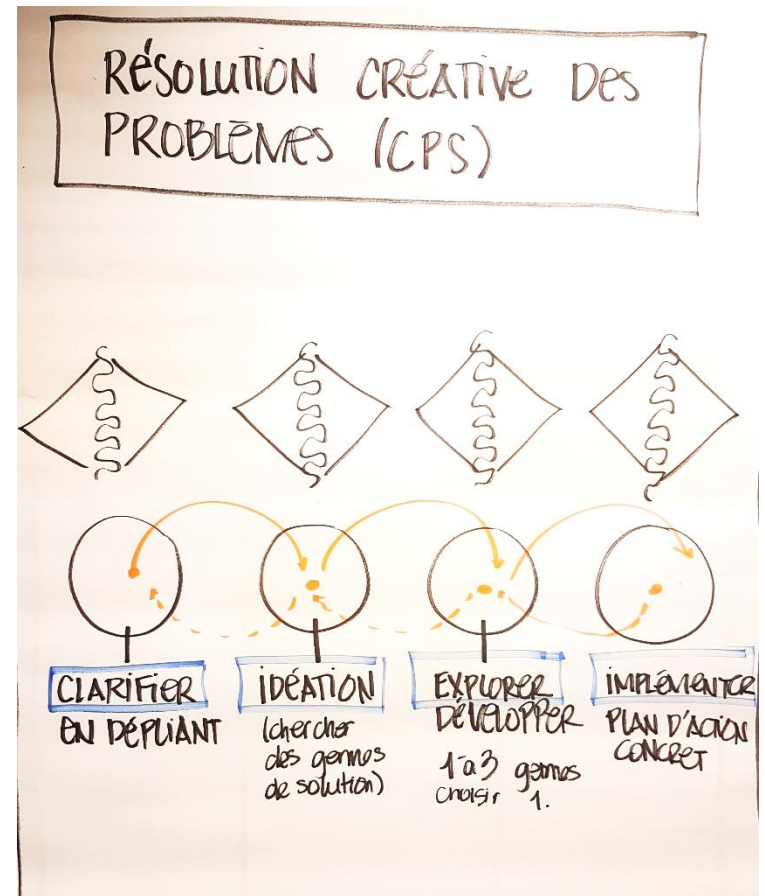 RÉSOLUTION CRÉATIVE DES
PROBLÈMES (CPS)
CLARIFIER
EN DÉPLIANT
IDÉATION
(chercher
des germes
de solution)
EXPLORER
DÉVELOPPER
1 à 3 germes
CHOISIR 1.
IMPLÉMENTER
PLAN D'ACTION
CONCRET